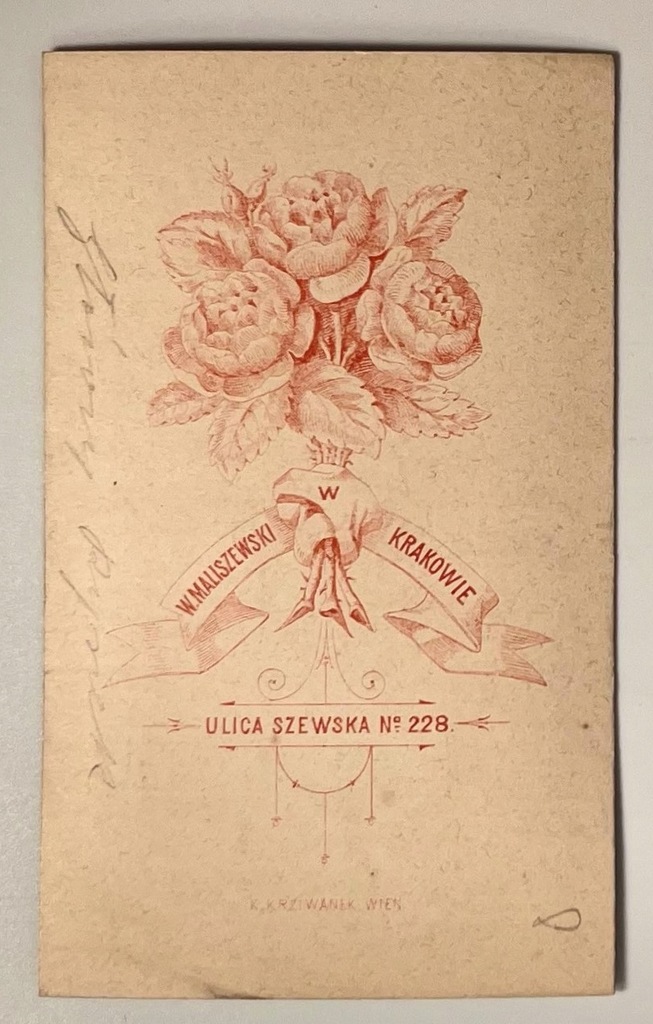 W. MALISZEWSKI
W
KRAKOWIE
ULICA SZEWSKA Nº 228.
K. KRZIWANEK WIEN